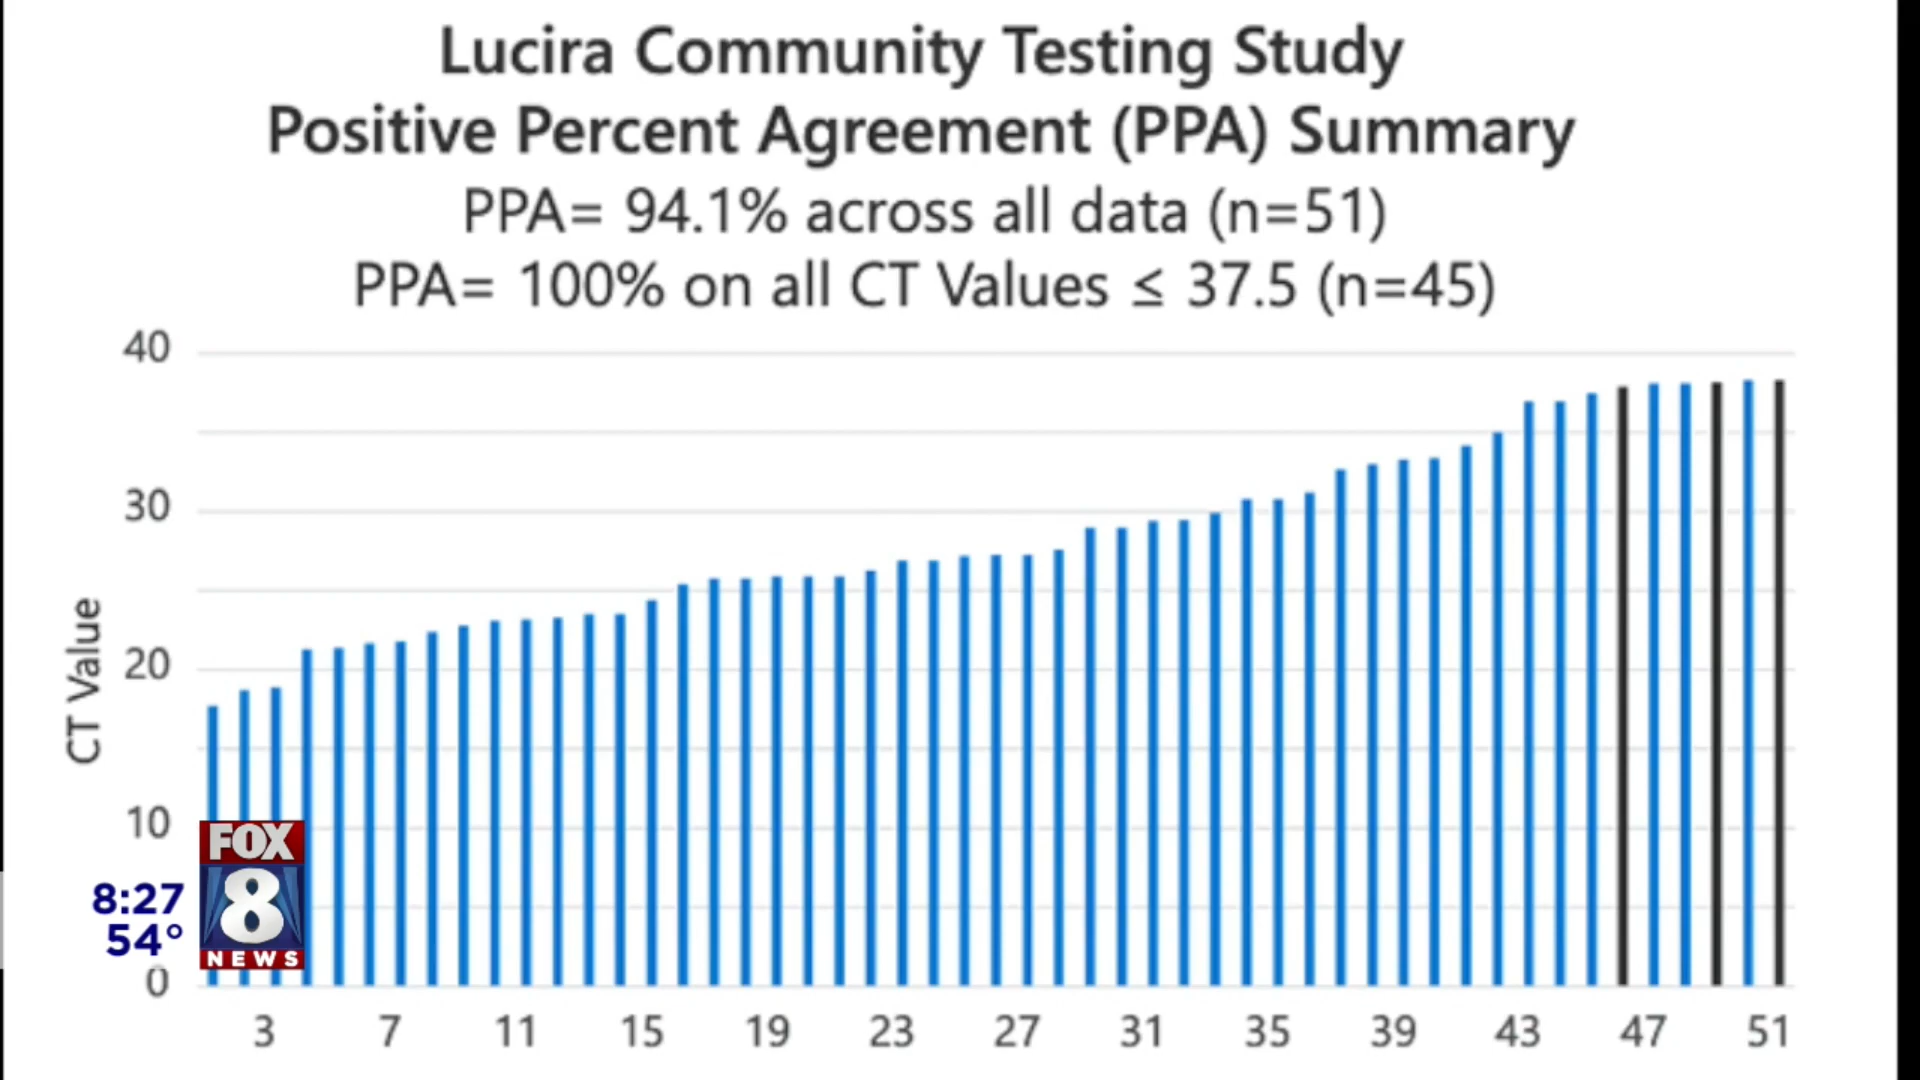 Lucira Community Testing Study
Positive Percent Agreement (PPA) Summary
PPA= 94.1% across all data (n=51)
PPA= 100% on all CT Values ≤ 37.5 (n=45)
40
30
20
10
0
CT Value
FOX
8
NEWS
8:27
54°
3 7 11 15 19 23 27 31 35 39 43 47 51